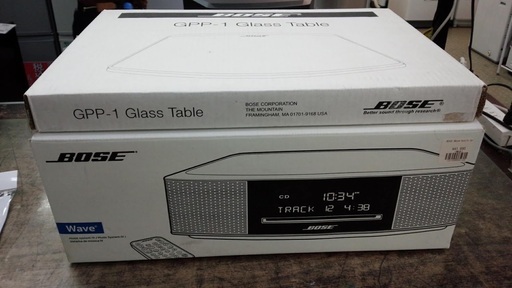 BOSE
GPP-1 Glass Table
GPP-1 Glass Table
BOSE CORPORATION
THE MOUNTAIN
FRAMINGHAM, MA 01701-9168 USA
BOSE®
Better sound through research®
BOSE
CD 10:34
TRACK 12 4:38
BOSE
Wave®